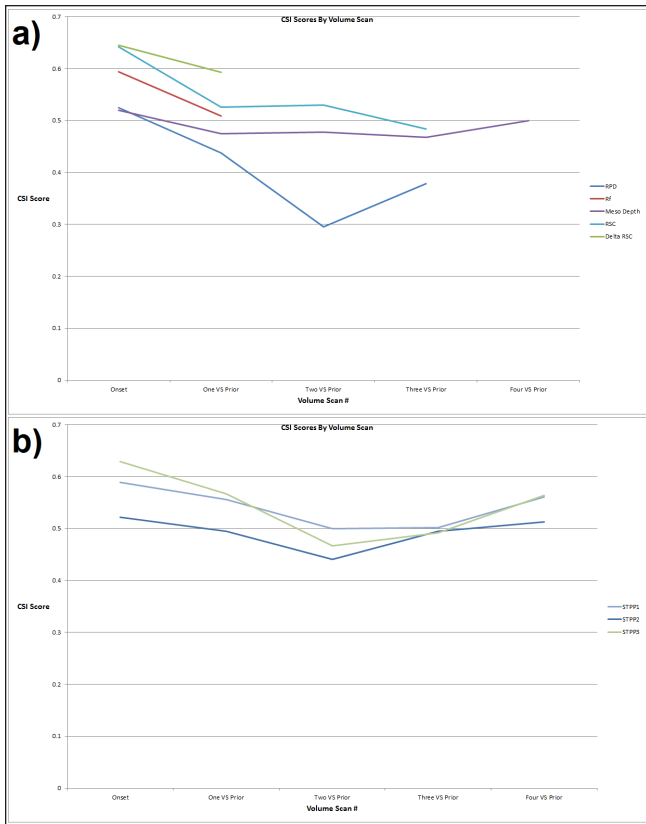 a)
CSI Scores By Volume Scan
0.7
0.6
0.5
0.4
CSI Score
0.3
0.2
0.1
0
RPD
Rf
Meso Depth
RSC
Delta RSC
Onset
One VS Prior
Two VS Prior
Three VS Prior
Four VS Prior
Volume Scan #
b)
CSI Scores By Volume Scan
0.7
0.6
0.5
0.4
CSI Score
0.3
0.2
0.1
0
STPP1
STPP2
STPP3
Onset
One VS Prior
Two VS Prior
Three VS Prior
Four VS Prior
Volume Scan #